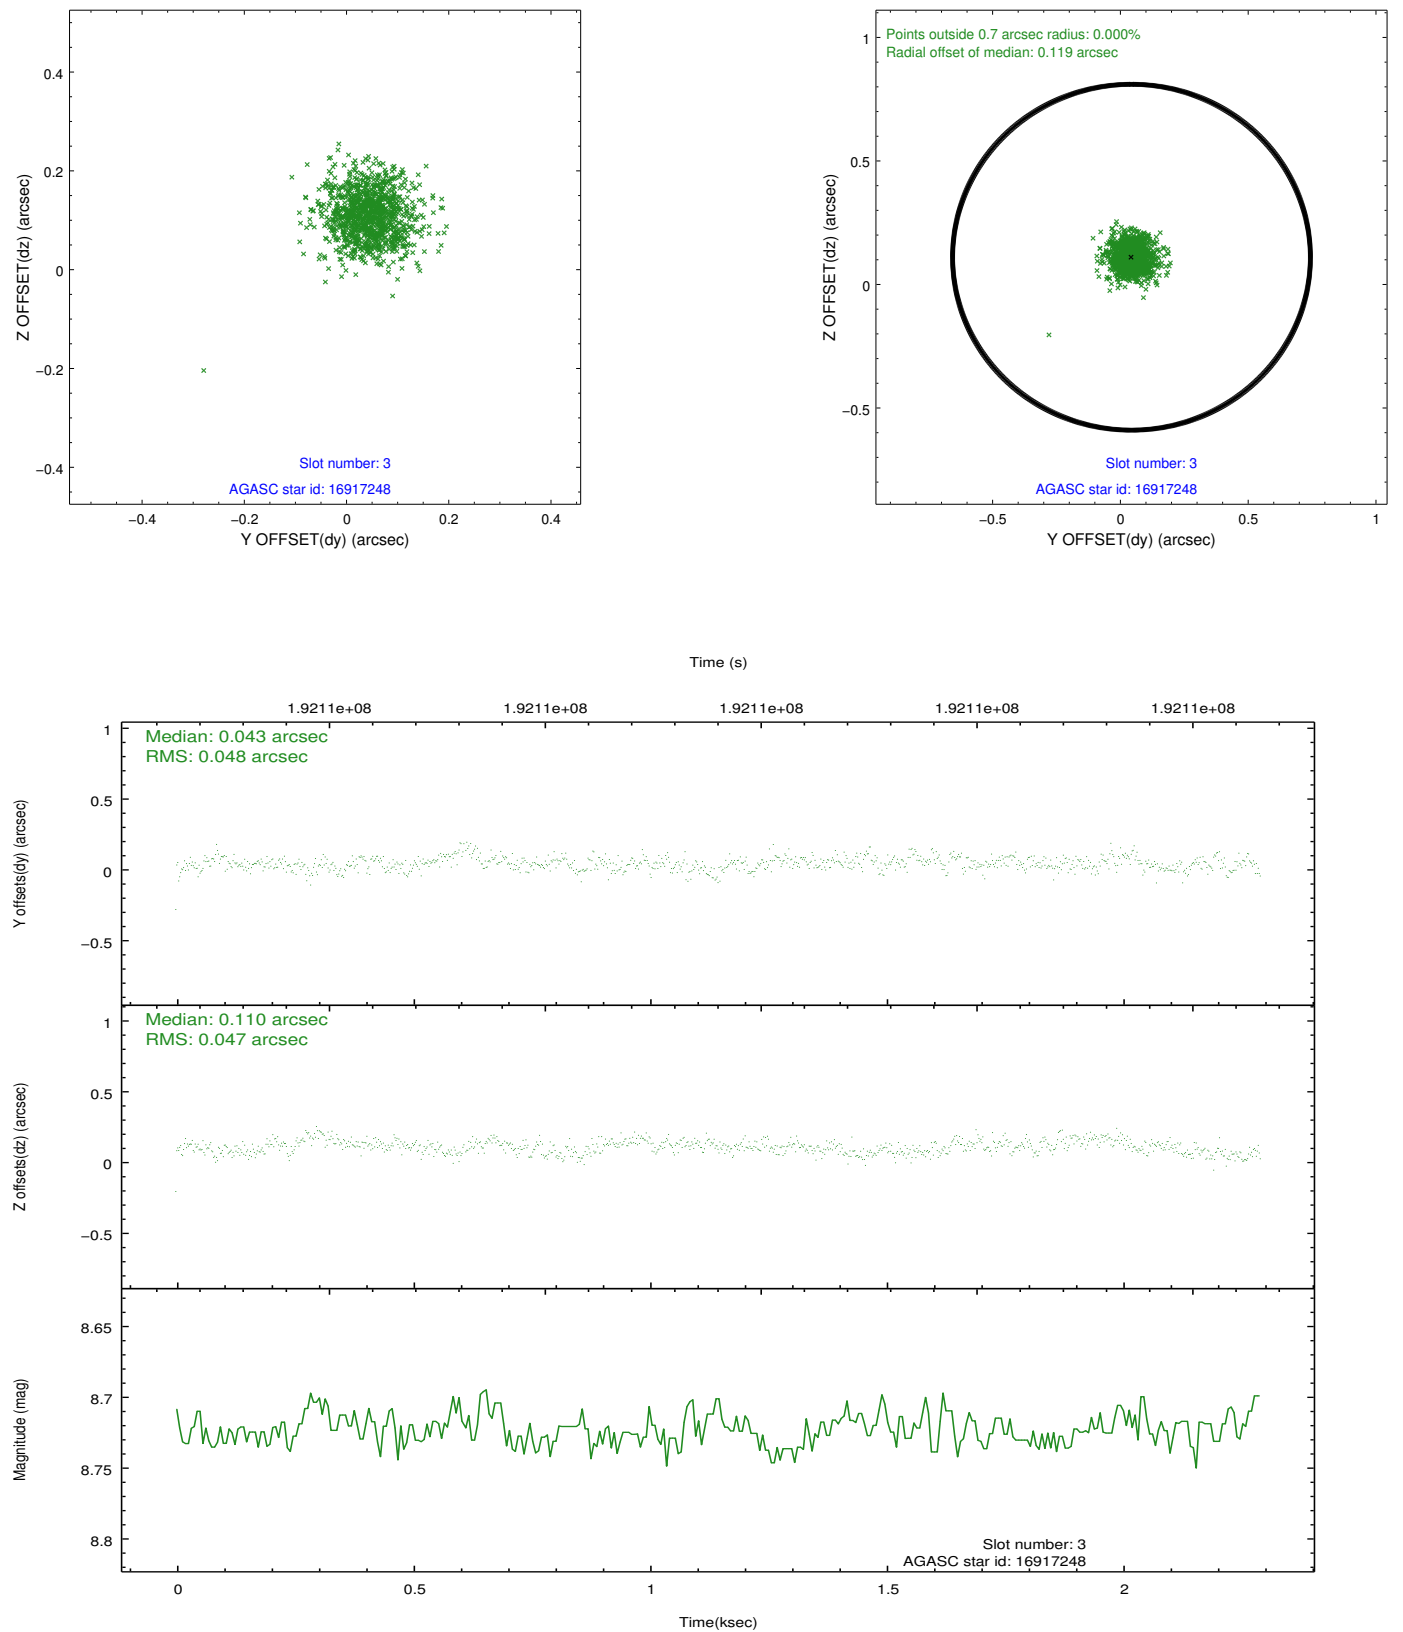 0.4
0.2
0
−0.2
−0.4
Z OFFSET(dz) (arcsec)
Slot number: 3
AGASC star id: 16917248
−0.4 −0.2 0 0.2 0.4
Y OFFSET(dy) (arcsec)
Points outside 0.7 arcsec radius: 0.000%
Radial offset of median: 0.119 arcsec
1
0.5
0
−0.5
Z OFFSET(dz) (arcsec)
Slot number: 3
AGASC star id: 16917248
−0.5 0 0.5 1
Y OFFSET(dy) (arcsec)
Time (s)
1.9211e+08 1.9211e+08 1.9211e+08 1.9211e+08 1.9211e+08
Median: 0.043 arcsec
RMS: 0.048 arcsec
1
0.5
0
−0.5
Y offsets(dy) (arcsec)
Median: 0.110 arcsec
RMS: 0.047 arcsec
1
0.5
0
−0.5
Z offsets(dz) (arcsec)
8.65
8.7
8.75
8.8
Magnitude (mag)
Slot number: 3
AGASC star id: 16917248
0 0.5 1 1.5 2
Time(ksec)